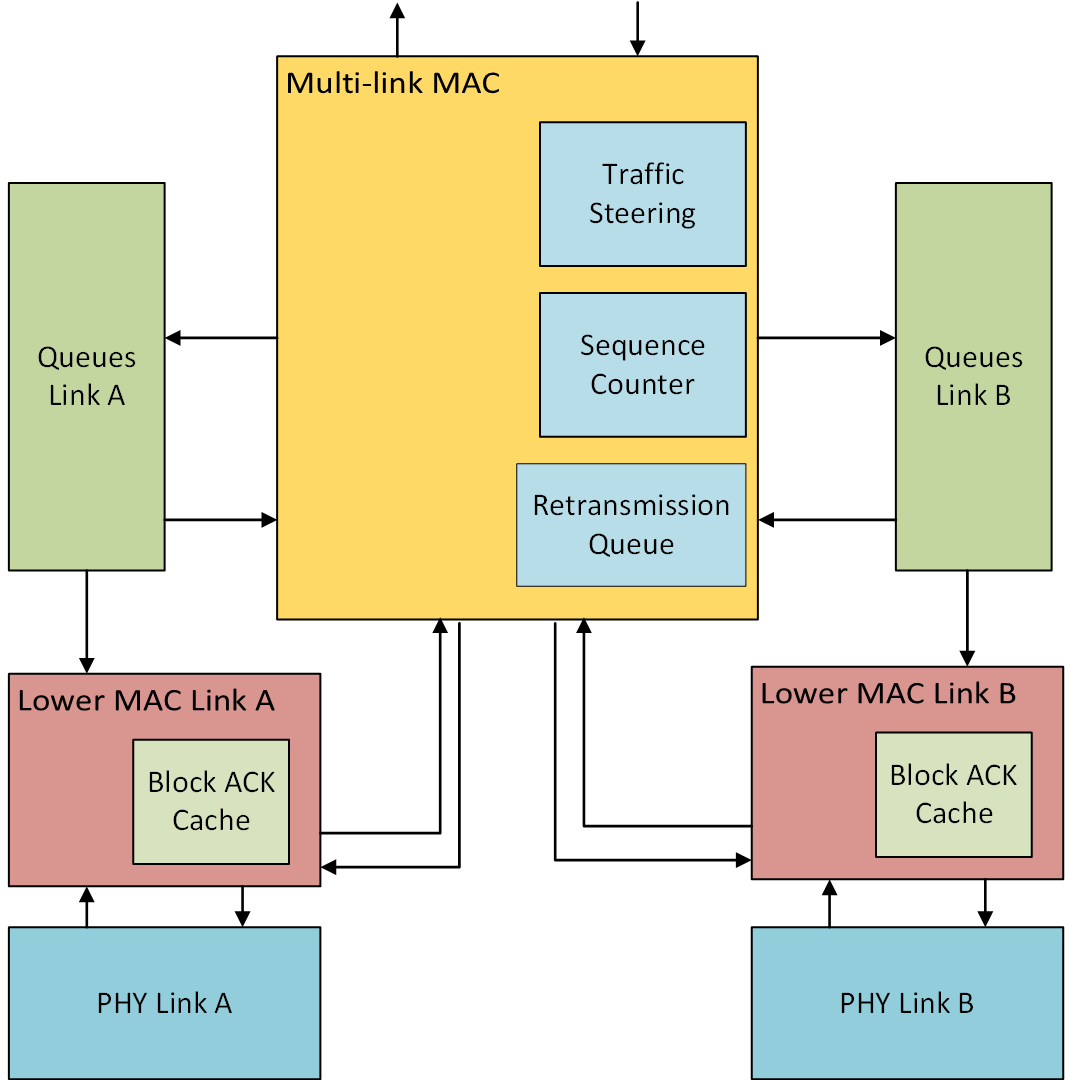 Multi-link MAC
Traffic
Steering
Queues
Link A
Sequence
Counter
Queues
Link B
Retransmission
Queue
Lower MAC Link A
Block ACK
Cache
Lower MAC Link B
Block ACK
Cache
PHY Link A
PHY Link B